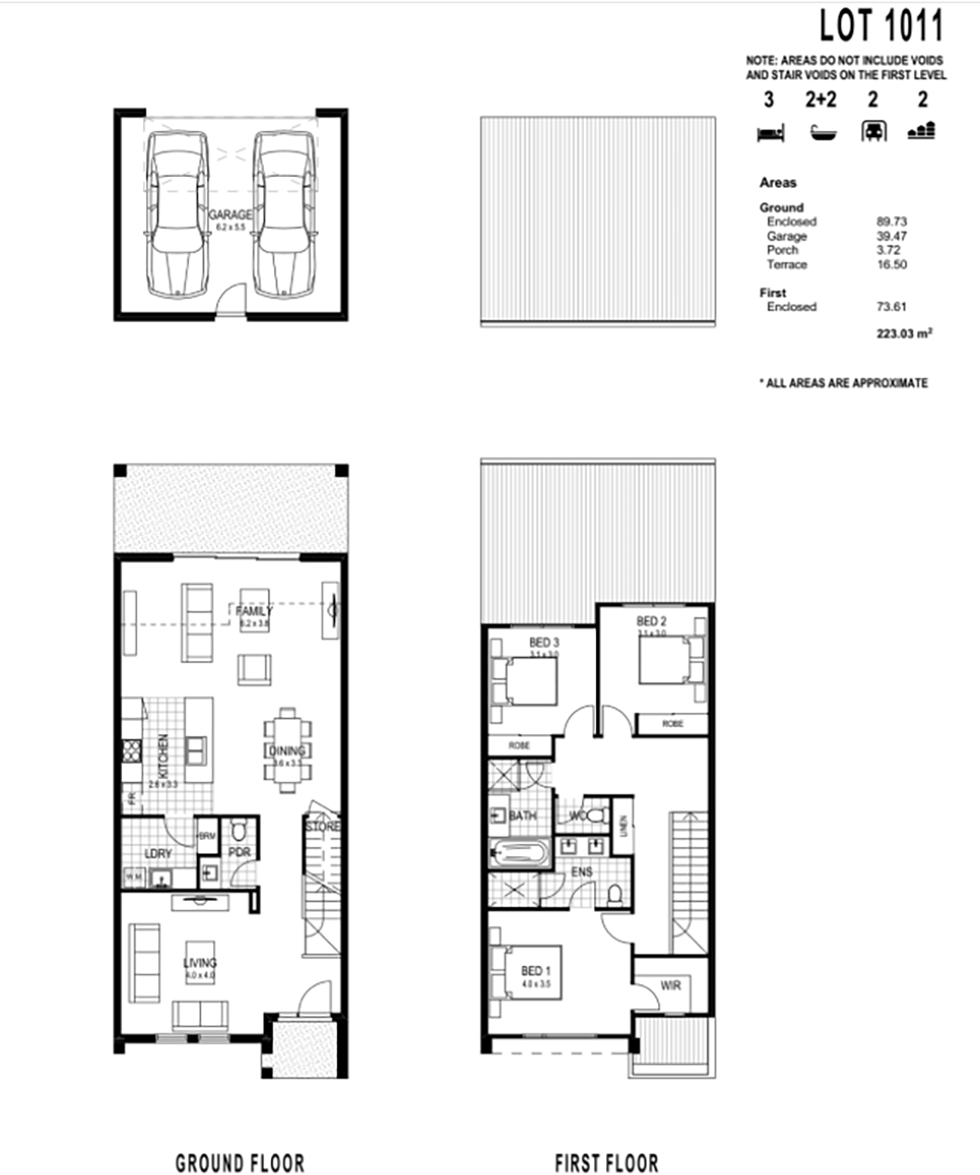 LOT 1011
NOTE: AREAS DO NOT INCLUDE VOIDS
AND STAIR VOIDS ON THE FIRST LEVEL
3 2+2 2 2
Areas
Ground
Enclosed 89.73
Garage 39.47
Porch 3.72
Terrace 16.50
First
Enclosed 73.61
223.03 m²
* ALL AREAS ARE APPROXIMATE
GARAGE
6.2 x 5.5
FAMILY
6.2 x 3.8
KITCHEN
2.6 x 3.3
DINING
3.6 x 3.3
FR
STORE
BRM
LDRY
PDR
W M
LIVING
4.0 x 4.0
GROUND FLOOR
BED 2
3.1 x 3.0
BED 3
3.1 x 3.0
ROBE
ROBE
BATH
WC
LINEN
ENS
BED 1
4.0 x 3.5
WIR
FIRST FLOOR